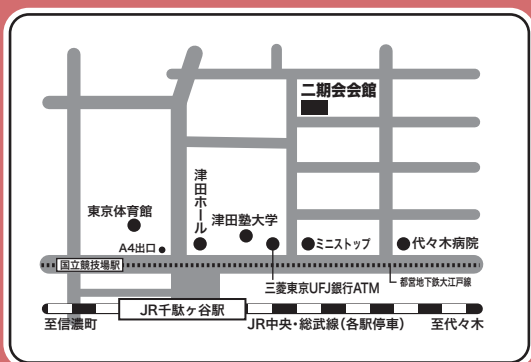 二期会会館
津田ホール
東京体育館
津田塾大学
A4出口
ミニストップ
代々木病院
国立競技場駅
三菱東京UFJ銀行ATM
都営地下鉄大江戸線
JR千駄ヶ谷駅
至信濃町
JR中央・総武線(各駅停車)
至代々木